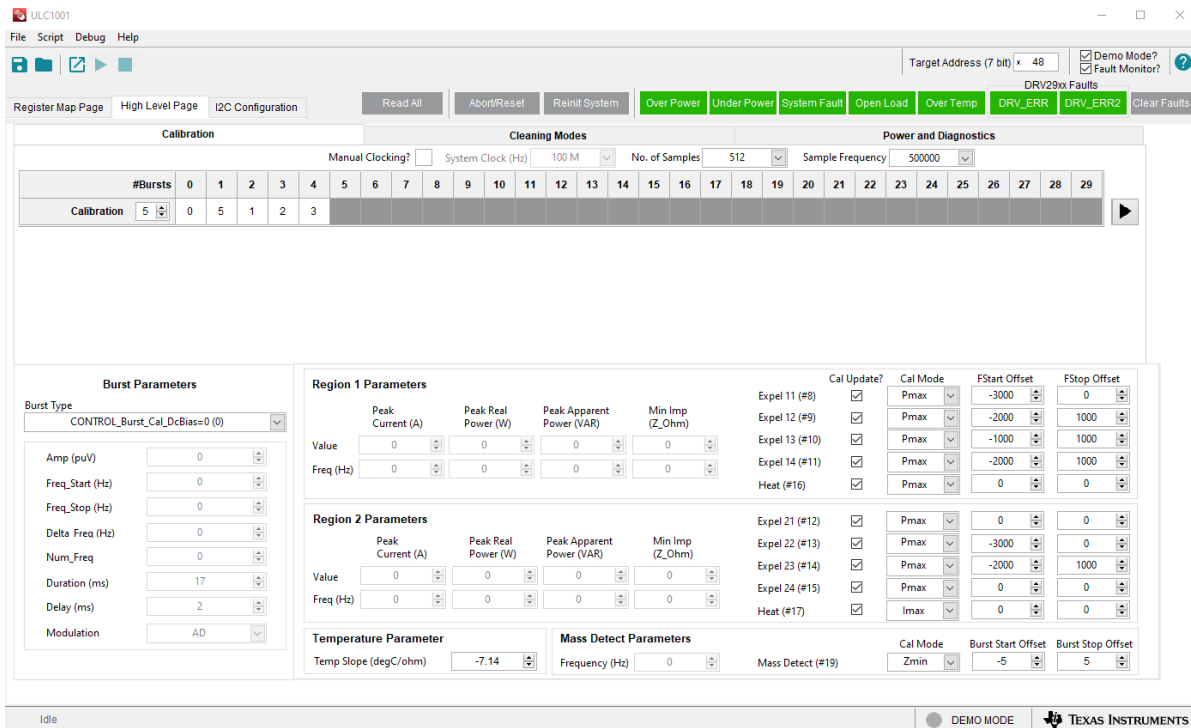 ULC1001
File Script Debug Help
Target Address (7 bit) x 48
Demo Mode?
Fault Monitor?
DRV29xx Faults
Register Map Page High Level Page I2C Configuration Read All Abort/Reset Reinit System Over Power Under Power System Fault Open Load Over Temp DRV_ERR DRV_ERR2 Clear Faults
Calibration Cleaning Modes Power and Diagnostics
Manual Clocking? System Clock (Hz) 100 M No. of Samples 512 Sample Frequency 500000
#Bursts 0 1 2 3 4 5 6 7 8 9 10 11 12 13 14 15 16 17 18 19 20 21 22 23 24 25 26 27 28 29
Calibration 5 0 5 1 2 3
Burst Parameters
Burst Type
CONTROL_Burst_Cal_DcBias=0 (0)
Amp (puV) 0
Freq_Start (Hz) 0
Freq_Stop (Hz) 0
Delta_Freq (Hz) 0
Num_Freq 0
Duration (ms) 17
Delay (ms) 2
Modulation AD
Region 1 Parameters
Peak Current (A) Peak Real Power (W) Peak Apparent Power (VAR) Min Imp (Z_Ohm)
Value 0 0 0 0
Freq (Hz) 0 0 0 0
Cal Update? Cal Mode FStart Offset FStop Offset
Expel 11 (#8) Pmax -3000 0
Expel 12 (#9) Pmax -2000 1000
Expel 13 (#10) Pmax -1000 1000
Expel 14 (#11) Pmax -2000 1000
Heat (#16) Pmax 0 0
Region 2 Parameters
Peak Current (A) Peak Real Power (W) Peak Apparent Power (VAR) Min Imp (Z_Ohm)
Value 0 0 0 0
Freq (Hz) 0 0 0 0
Expel 21 (#12) Pmax 0 0
Expel 22 (#13) Pmax -3000 0
Expel 23 (#14) Pmax -2000 1000
Expel 24 (#15) Pmax 0 0
Heat (#17) Imax 0 0
Temperature Parameter
Temp Slope (degC/ohm) -7.14
Mass Detect Parameters
Frequency (Hz) 0
Cal Mode Burst Start Offset Burst Stop Offset
Mass Detect (#19) Zmin -5 5
Idle DEMO MODE TEXAS INSTRUMENTS